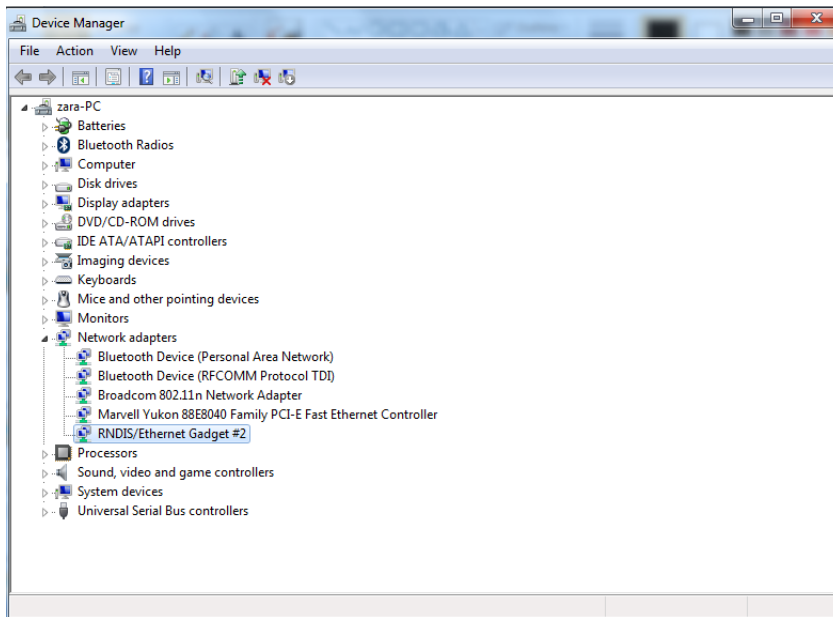 Device Manager
File Action View Help
zara-PC
Batteries
Bluetooth Radios
Computer
Disk drives
Display adapters
DVD/CD-ROM drives
IDE ATA/ATAPI controllers
Imaging devices
Keyboards
Mice and other pointing devices
Monitors
Network adapters
Bluetooth Device (Personal Area Network)
Bluetooth Device (RFCOMM Protocol TDI)
Broadcom 802.11n Network Adapter
Marvell Yukon 88E8040 Family PCI-E Fast Ethernet Controller
RNDIS/Ethernet Gadget #2
Processors
Sound, video and game controllers
System devices
Universal Serial Bus controllers